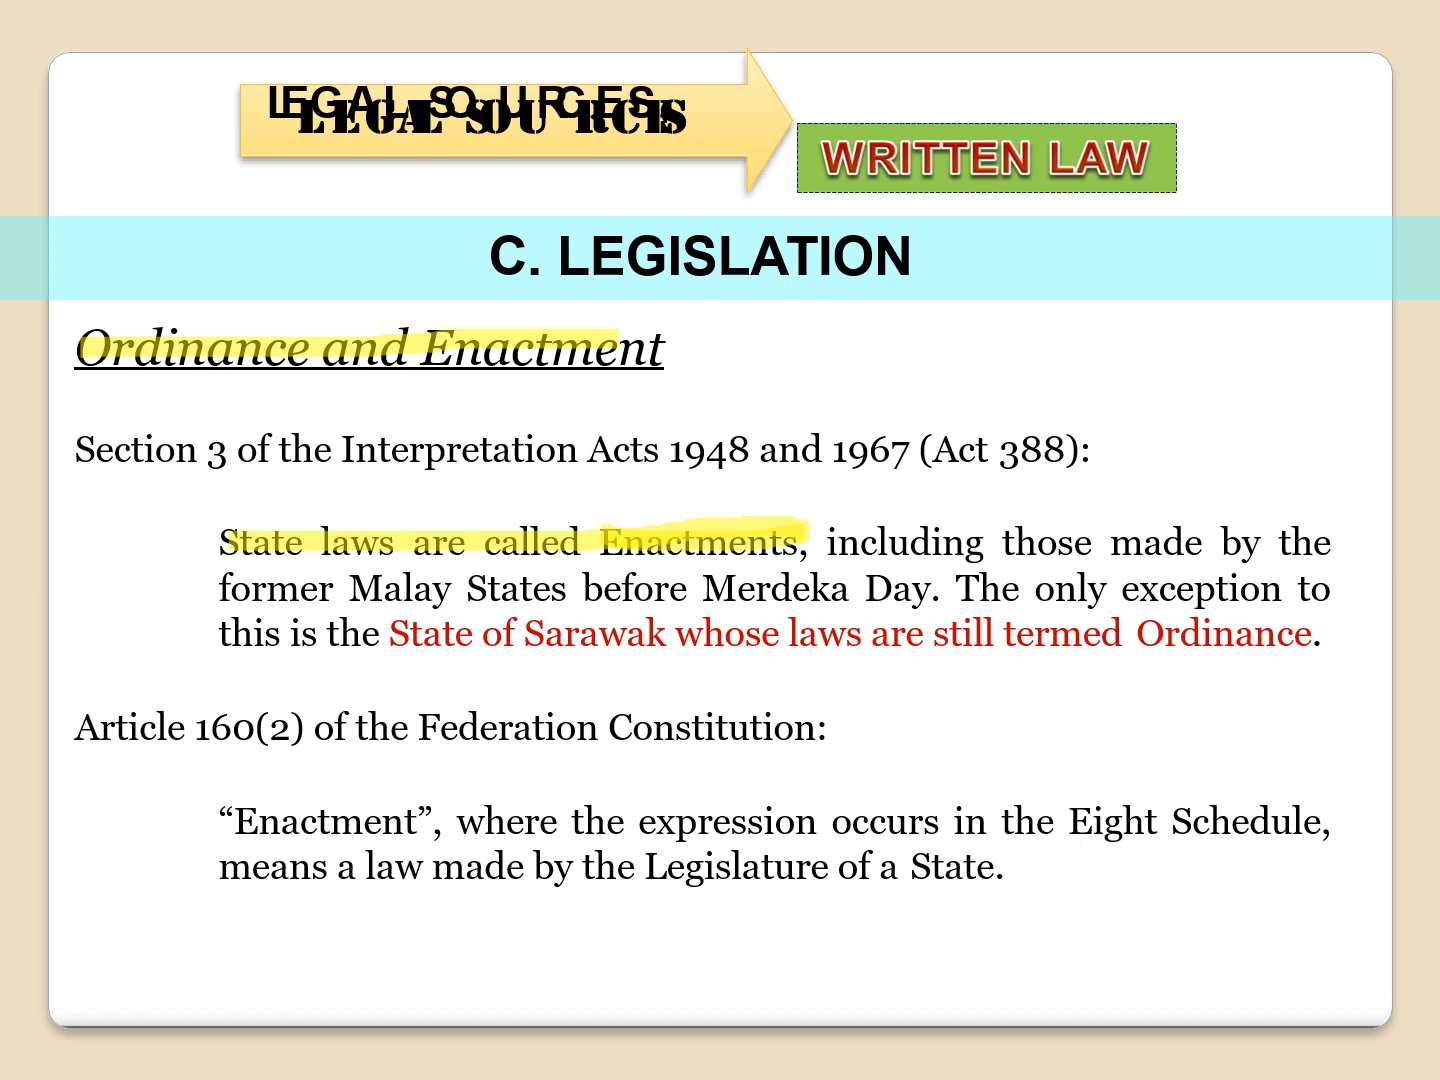 LEGAL SOURCES
WRITTEN LAW
C. LEGISLATION
Ordinance and Enactment
Section 3 of the Interpretation Acts 1948 and 1967 (Act 388):
State laws are called Enactments, including those made by the
former Malay States before Merdeka Day. The only exception to
this is the State of Sarawak whose laws are still termed Ordinance.
Article 160(2) of the Federation Constitution:
“Enactment”, where the expression occurs in the Eight Schedule,
means a law made by the Legislature of a State.